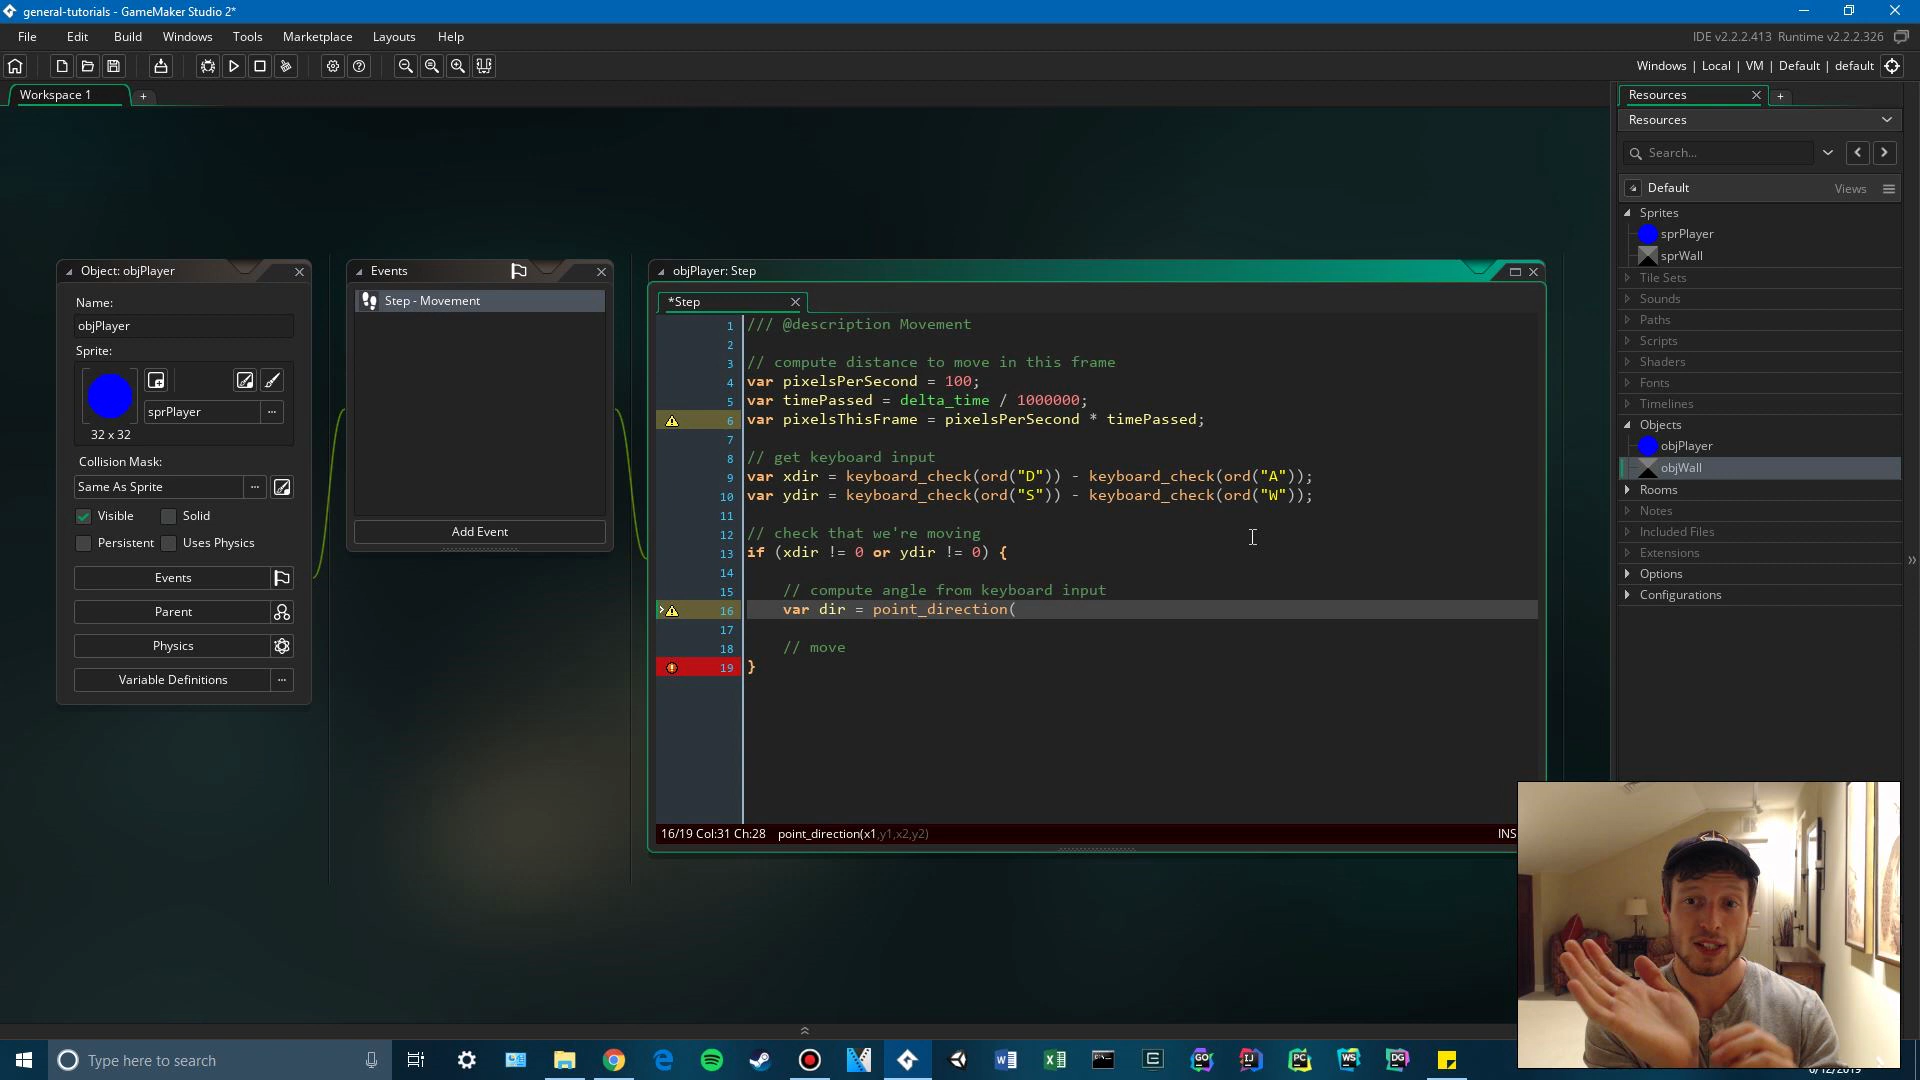 general-tutorials - GameMaker Studio 2*
File Edit Build Windows Tools Marketplace Layouts Help
IDE v2.2.2.413 Runtime v2.2.2.326
Windows | Local | VM | Default | default
Workspace 1
+
Object: objPlayer
Name:
objPlayer
Sprite:
sprPlayer
32 x 32
Collision Mask:
Same As Sprite
Visible Solid
Persistent Uses Physics
Events
Parent
Physics
Variable Definitions
Events
Step - Movement
Add Event
objPlayer: Step
*Step
1 /// @description Movement
2
3 // compute distance to move in this frame
4 var pixelsPerSecond = 100;
5 var timePassed = delta_time / 1000000;
6 var pixelsThisFrame = pixelsPerSecond * timePassed;
7
8 // get keyboard input
9 var xdir = keyboard_check(ord("D")) - keyboard_check(ord("A"));
10 var ydir = keyboard_check(ord("S")) - keyboard_check(ord("W"));
11
12 // check that we're moving
13 if (xdir != 0 or ydir != 0) {
14
15 // compute angle from keyboard input
16 var dir = point_direction(
17
18 // move
19 }
16/19 Col:31 Ch:28 point_direction(x1,y1,x2,y2)
INS
Resources
+
Resources
Search...
Default Views
Sprites
sprPlayer
sprWall
Tile Sets
Sounds
Paths
Scripts
Shaders
Fonts
Timelines
Objects
objPlayer
objWall
Rooms
Notes
Included Files
Extensions
Options
Configurations
Type here to search
GO
IJ
PC
WS
DG